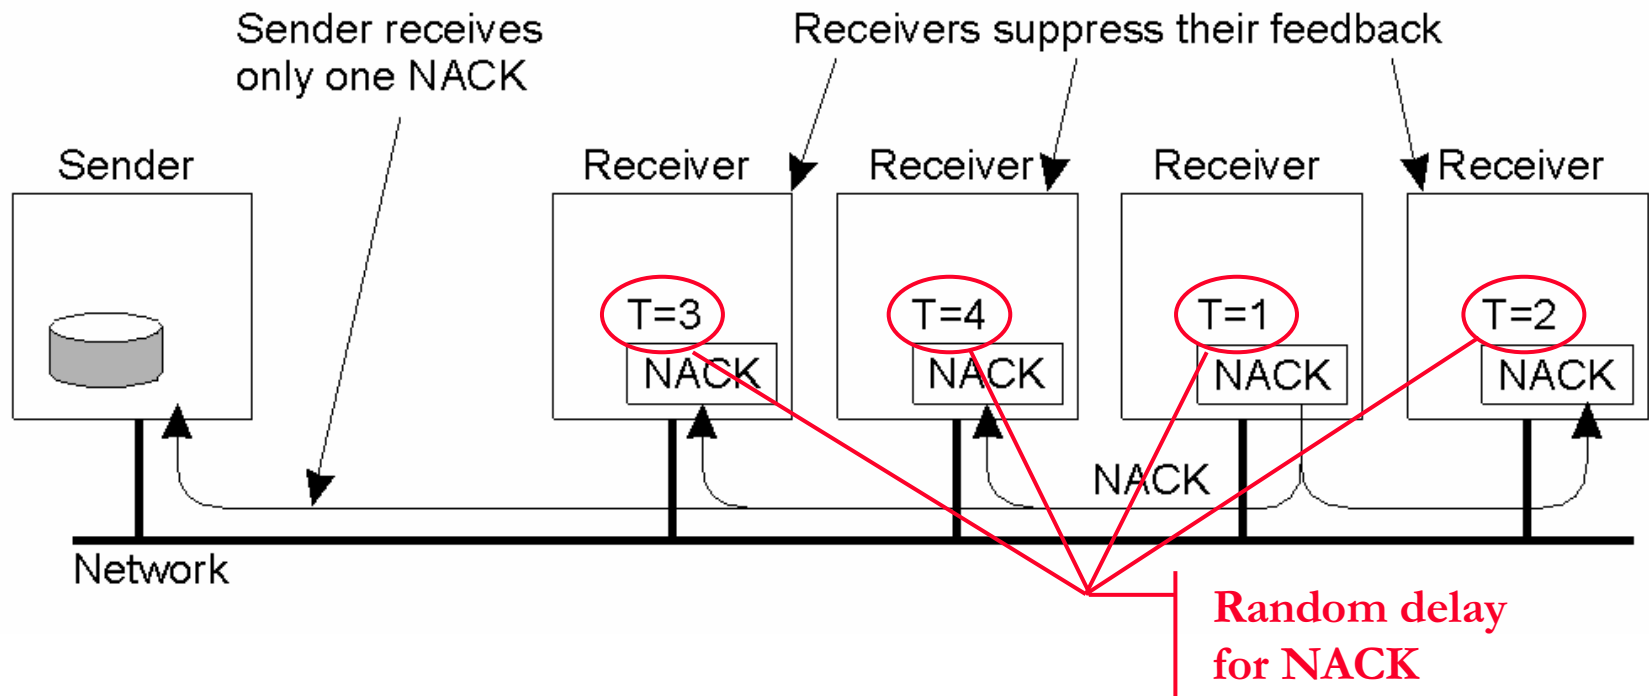 Sender receives
only one NACK
Receivers suppress their feedback
Sender
Receiver
Receiver
Receiver
Receiver
T=3
T=4
T=1
T=2
NACK
NACK
NACK
NACK
NACK
Network
Random delay
for NACK